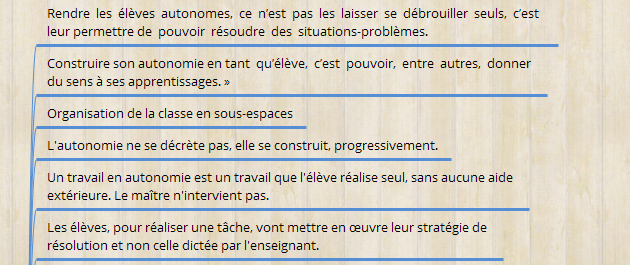 Rendre les élèves autonomes, ce n’est pas les laisser se débrouiller seuls, c’est
leur permettre de pouvoir résoudre des situations-problèmes.
Construire son autonomie en tant qu’élève, c’est pouvoir, entre autres, donner
du sens à ses apprentissages. »
Organisation de la classe en sous-espaces
L'autonomie ne se décrète pas, elle se construit, progressivement.
Un travail en autonomie est un travail que l'élève réalise seul, sans aucune aide
extérieure. Le maître n'intervient pas.
Les élèves, pour réaliser une tâche, vont mettre en œuvre leur stratégie de
résolution et non celle dictée par l'enseignant.